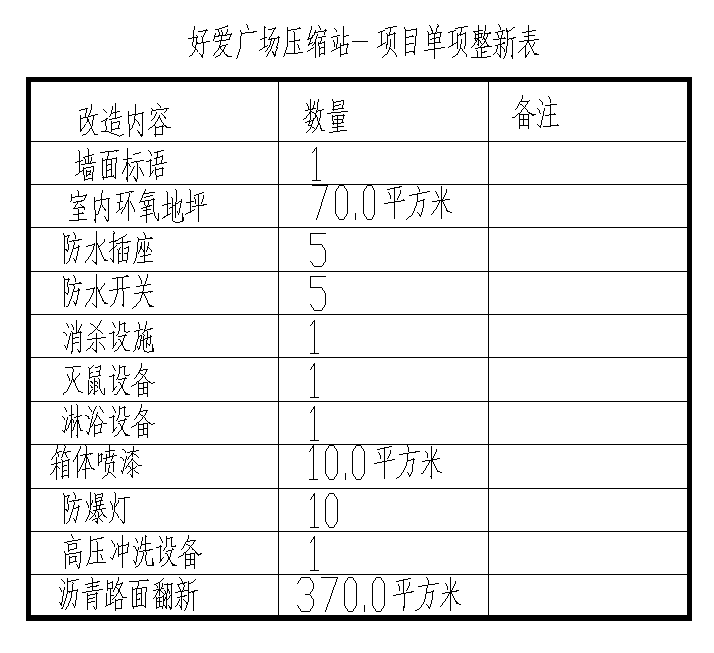 好爱广场压缩站-项目单项整新表
改造内容 数量 备注
墙面标语 1
室内环氧地坪 70.0平方米
防水插座 5
防水开关 5
消杀设施 1
灭鼠设备 1
淋浴设备 1
箱体喷漆 10.0平方米
防爆灯 10
高压冲洗设备 1
沥青路面翻新 370.0平方米